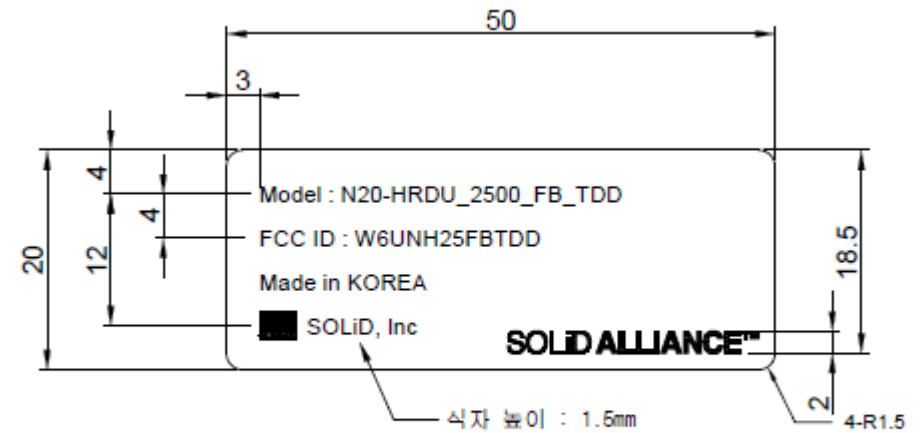 50
3
4
4
12
20
18.5
2
Model : N20-HRDU_2500_FB_TDD
FCC ID : W6UNH25FBTDD
Made in KOREA
SOLiD, Inc
SOLiD ALLIANCE™
식자 높이 : 1.5mm
4-R1.5